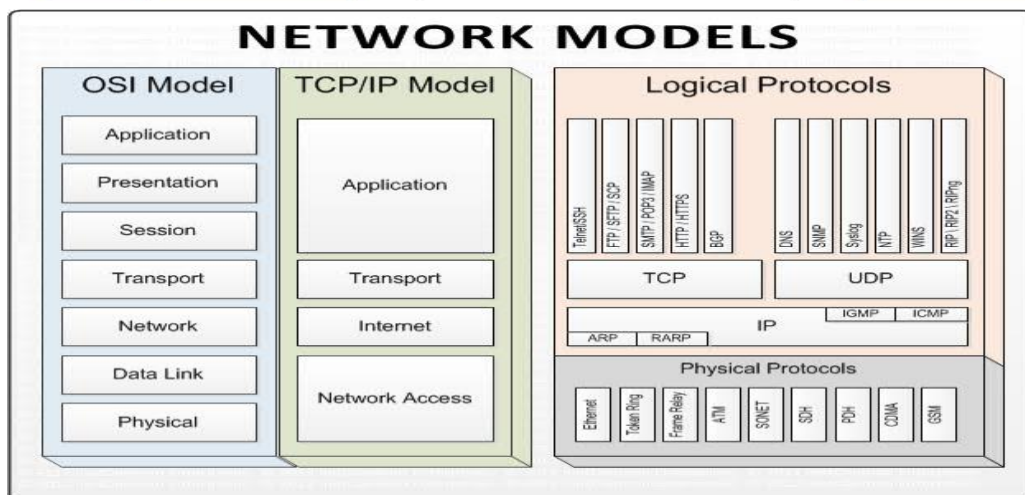 NETWORK MODELS
OSI Model
Application
Presentation
Session
Transport
Network
Data Link
Physical
TCP/IP Model
Application
Transport
Internet
Network Access
Logical Protocols
Telnet/SSH
FTP / SFTP / SCP
SMTP / POP3 / IMAP
HTTP / HTTPS
BGP
DNS
SNMP
Syslog
NTP
WINS
RIP \ RIP2 \ RIPng
TCP
UDP
IP
IGMP
ICMP
ARP
RARP
Physical Protocols
Ethernet
Token Ring
Frame Relay
ATM
SONET
SDH
PDH
CDMA
GSM